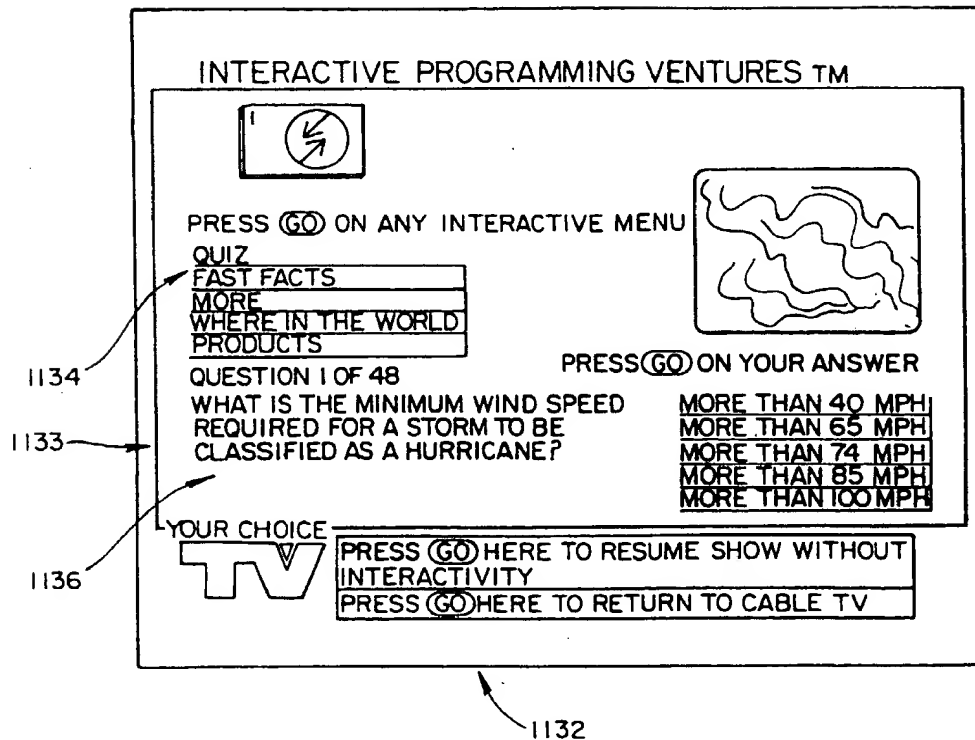 INTERACTIVE PROGRAMMING VENTURES TM
1
PRESS GO ON ANY INTERACTIVE MENU
QUIZ
FAST FACTS
MORE
WHERE IN THE WORLD
PRODUCTS
1134
PRESS GO ON YOUR ANSWER
QUESTION 1 OF 48
WHAT IS THE MINIMUM WIND SPEED
REQUIRED FOR A STORM TO BE
CLASSIFIED AS A HURRICANE?
MORE THAN 40 MPH
MORE THAN 65 MPH
MORE THAN 74 MPH
MORE THAN 85 MPH
MORE THAN 100 MPH
1133
1136
YOUR CHOICE
TV
PRESS GO HERE TO RESUME SHOW WITHOUT
INTERACTIVITY
PRESS GO HERE TO RETURN TO CABLE TV
1132